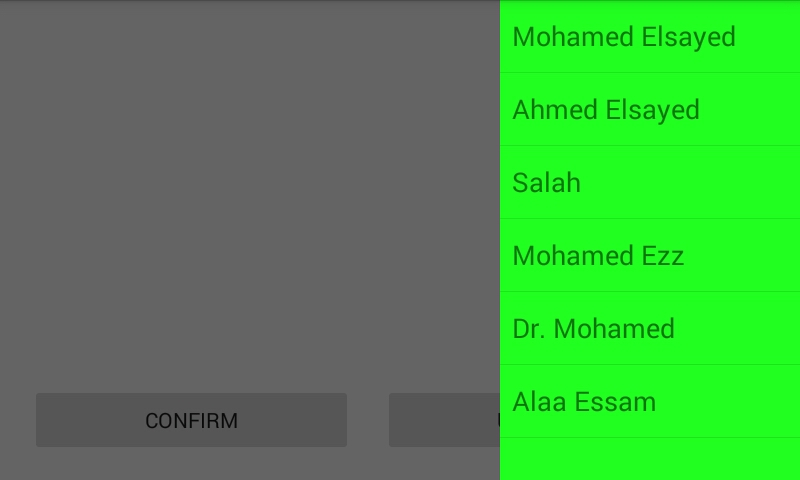 Mohamed Elsayed
Ahmed Elsayed
Salah
Mohamed Ezz
Dr. Mohamed
Alaa Essam
CONFIRM